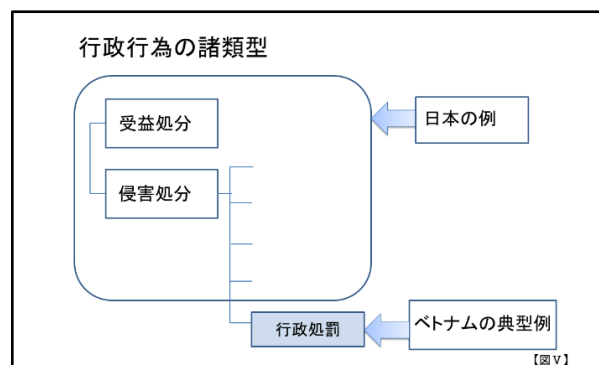 行政行為の諸類型
受益処分
日本の例
侵害処分
行政処罰
ベトナムの典型例
【図Ⅴ】